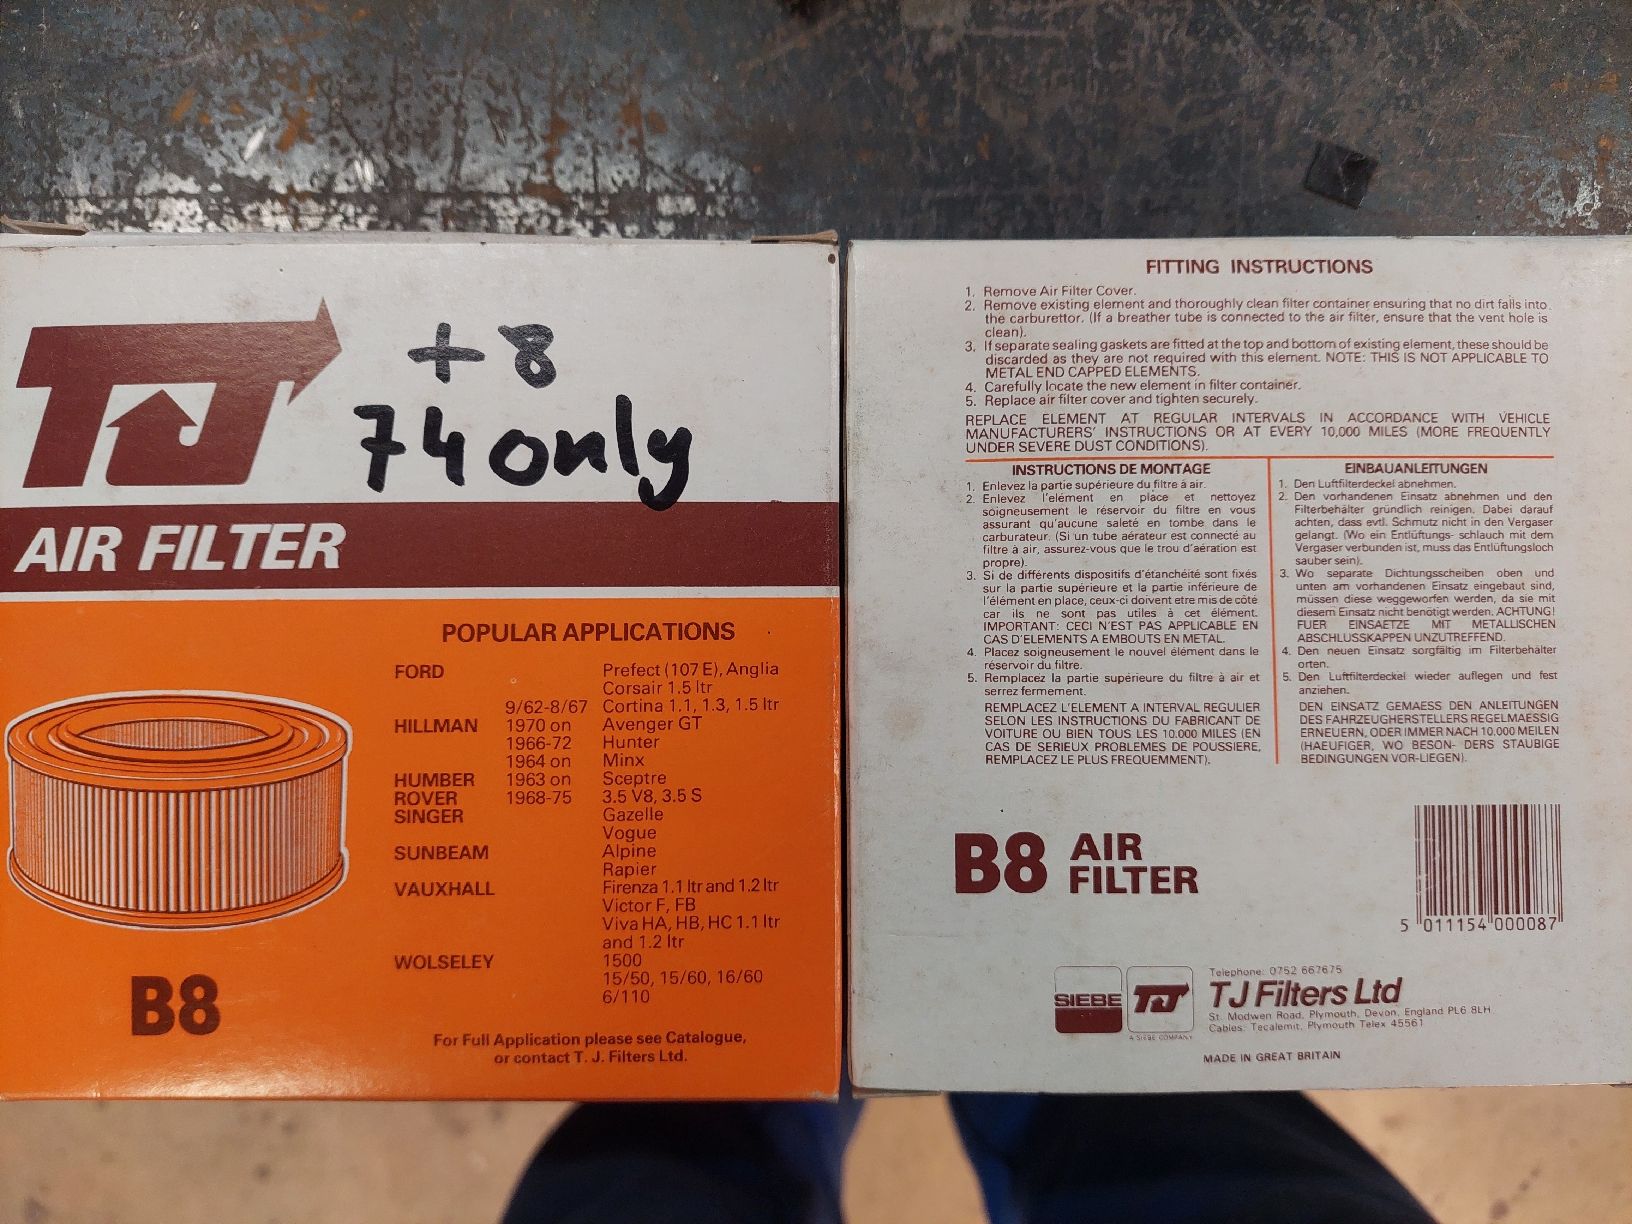 TJ
+8
74 only
AIR FILTER
POPULAR APPLICATIONS
FORD Prefect (107E), Anglia
Corsair 1.5 ltr
9/62-8/67 Cortina 1.1, 1.3, 1.5 ltr
HILLMAN 1970 on Avenger GT
1966-72 Hunter
1964 on Minx
HUMBER 1963 on Sceptre
ROVER 1968-75 3.5 V8, 3.5 S
SINGER Gazelle
Vogue
SUNBEAM Alpine
Rapier
VAUXHALL Firenza 1.1 ltr and 1.2 ltr
Victor F, FB
Viva HA, HB, HC 1.1 ltr
and 1.2 ltr
WOLSELEY 1500
15/50, 15/60, 16/60
6/110
B8
For Full Application please see Catalogue,
or contact T. J. Filters Ltd.
FITTING INSTRUCTIONS
1. Remove Air Filter Cover.
2. Remove existing element and thoroughly clean filter container ensuring that no dirt falls into
the carburettor. (If a breather tube is connected to the air filter, ensure that the vent hole is
clean).
3. If separate sealing gaskets are fitted at the top and bottom of existing element, these should be
discarded as they are not required with this element. NOTE: THIS IS NOT APPLICABLE TO
METAL END CAPPED ELEMENTS.
4. Carefully locate the new element in filter container.
5. Replace air filter cover and tighten securely.
REPLACE ELEMENT AT REGULAR INTERVALS IN ACCORDANCE WITH VEHICLE
MANUFACTURERS' INSTRUCTIONS OR AT EVERY 10,000 MILES (MORE FREQUENTLY
UNDER SEVERE DUST CONDITIONS).
INSTRUCTIONS DE MONTAGE
1. Enlevez la partie supérieure du filtre à air.
2. Enlevez l'elément en place et nettoyez
soigneusement le réservoir du filtre en vous
assurant qu'aucune saleté en tombe dans le
carburateur. (Si un tube aérateur est connecté au
filtre à air, assurez-vous que le trou d'aération est
propre).
3. Si de différents dispositifs d'étanchéité sont fixés
sur la partie supérieure et la partie inférieure de
l'élément en place, ceux-ci doivent etre mis de côté
car ils ne sont pas utiles à cet élément.
IMPORTANT: CECI N'EST PAS APPLICABLE EN
CAS D'ELEMENTS A EMBOUTS EN METAL.
4. Placez soigneusement le nouvel élément dans le
réservoir du filtre.
5. Remplacez la partie supérieure du filtre à air et
serrez fermement.
REMPLACEZ L'ELEMENT A INTERVAL REGULIER
SELON LES INSTRUCTIONS DU FABRICANT DE
VOITURE OU BIEN TOUS LES 10.000 MILES (EN
CAS DE SERIEUX PROBLEMES DE POUSSIERE,
REMPLACEZ LE PLUS FREQUEMMENT).
EINBAUANLEITUNGEN
1. Den Luftfilterdeckel abnehmen.
2. Den vorhandenen Einsatz abnehmen und den
Filterbehälter gründlich reinigen. Dabei darauf
achten, dass evtl. Schmutz nicht in den Vergaser
gelangt. (Wo ein Entlüftungs- schlauch mit dem
Vergaser verbunden ist, muss das Entlüftungsloch
sauber sein).
3. Wo separate Dichtungsscheiben oben und
unten am vorhandenen Einsatz eingebaut sind,
müssen diese weggeworfen werden, da sie mit
diesem Einsatz nicht benötigt werden. ACHTUNG!
FUER EINSAETZE MIT METALLISCHEN
ABSCHLUSSKAPPEN UNZUTREFFEND.
4. Den neuen Einsatz sorgfältig im Filterbehälter
orten.
5. Den Luftfilterdeckel wieder auflegen und fest
anziehen.
DEN EINSATZ GEMAESS DEN ANLEITUNGEN
DES FAHRZEUGHERSTELLERS REGELMAESSIG
ERNEUERN, ODER IMMER NACH 10,000 MEILEN
(HAEUFIGER, WO BESON- DERS STAUBIGE
BEDINGUNGEN VOR-LIEGEN).
B8 AIR
FILTER
5 011154 000087
SIEBE TJ
A SIEBE COMPANY
Telephone: 0752 667675
TJ Filters Ltd
St. Modwen Road, Plymouth, Devon, England PL6 8LH
Cables: Tecalemit, Plymouth Telex 45561
MADE IN GREAT BRITAIN